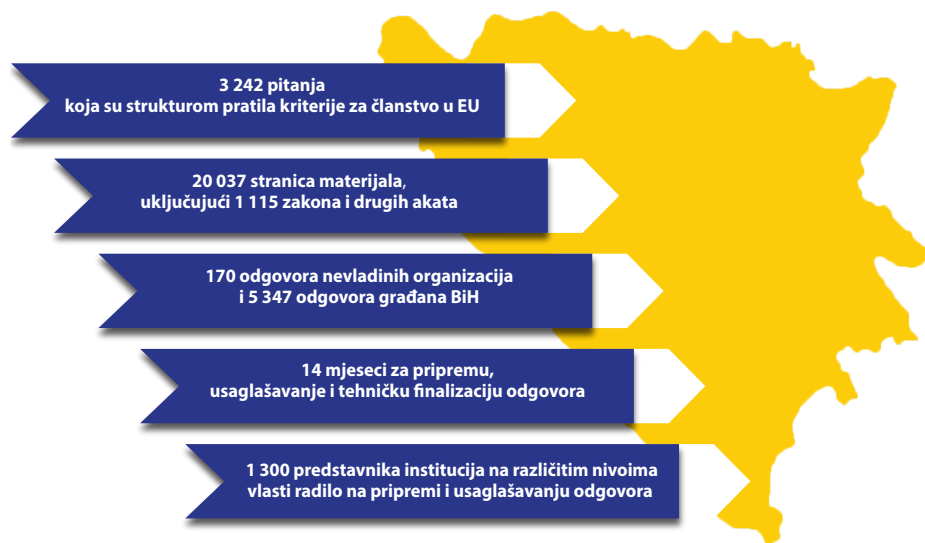 3 242 pitanja
koja su strukturom pratila kriterije za članstvo u EU
20 037 stranica materijala,
uključujući 1 115 zakona i drugih akata
170 odgovora nevladinih organizacija
i 5 347 odgovora građana BiH
14 mjeseci za pripremu,
usaglašavanje i tehničku finalizaciju odgovora
1 300 predstavnika institucija na različitim nivoima
vlasti radilo na pripremi i usaglašavanju odgovora